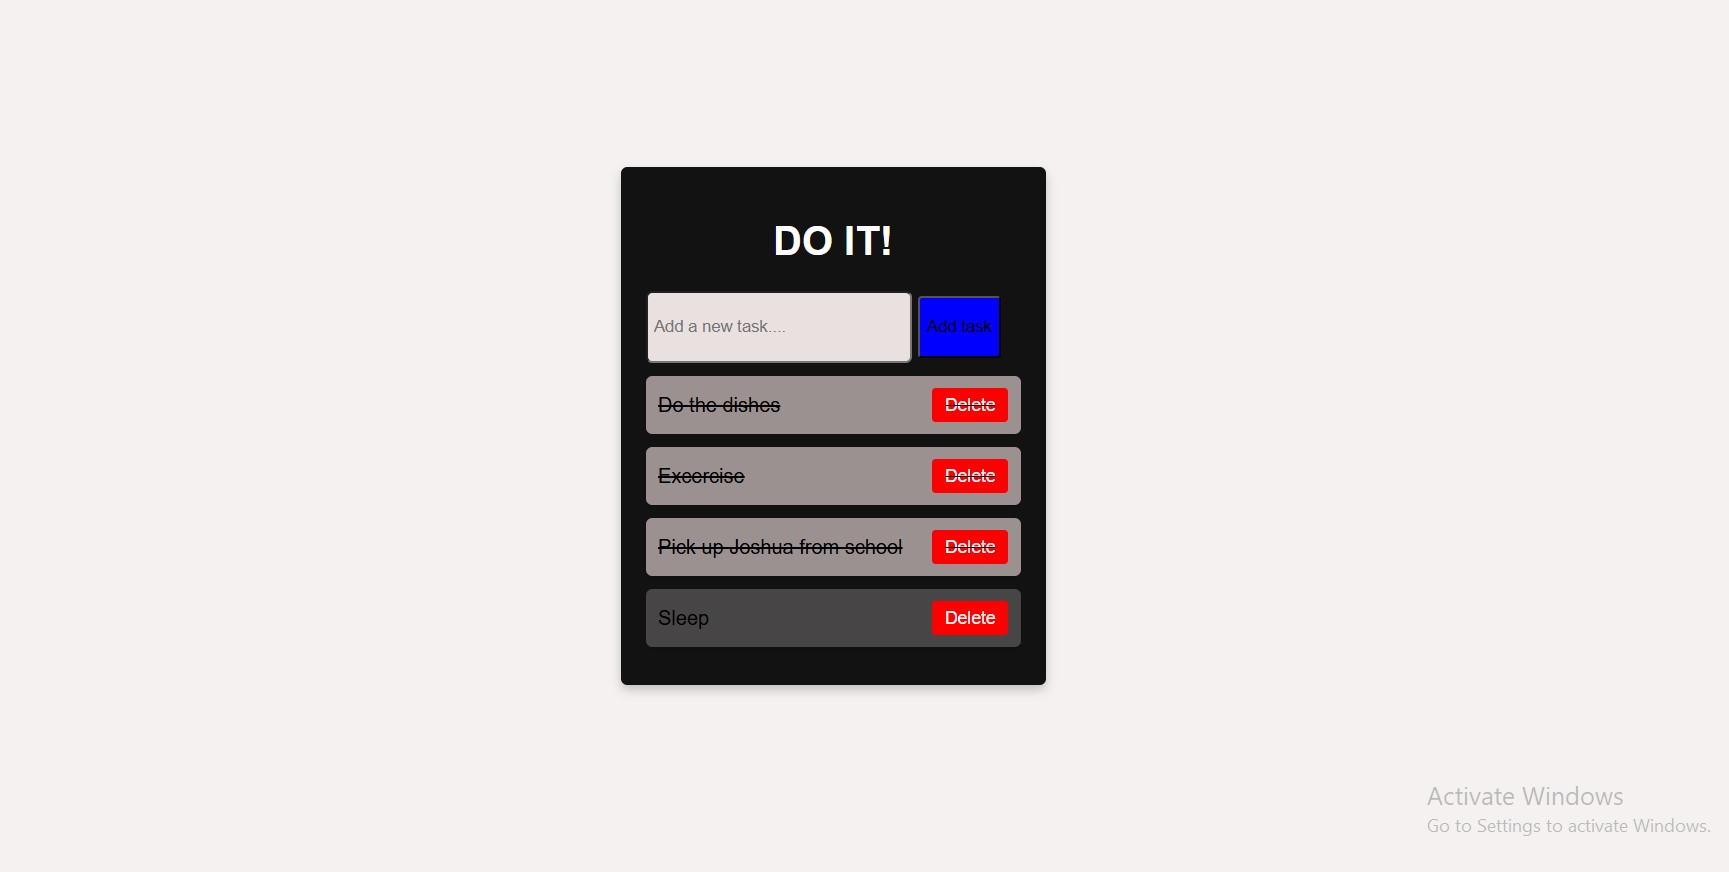 DO IT!
Add a new task.... Add task
Do the dishes Delete
Excercise Delete
Pick up Joshua from school Delete
Sleep Delete
Activate Windows
Go to Settings to activate Windows.